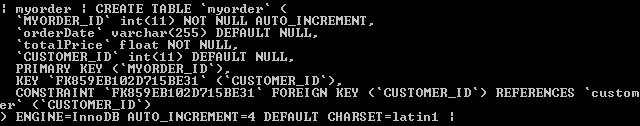 | myorder | CREATE TABLE `myorder` (
  `MYORDER_ID` int(11) NOT NULL AUTO_INCREMENT,
  `orderDate` varchar(255) DEFAULT NULL,
  `totalPrice` float NOT NULL,
  `CUSTOMER_ID` int(11) DEFAULT NULL,
  PRIMARY KEY (`MYORDER_ID`),
  KEY `FK859EB102D715BE31` (`CUSTOMER_ID`),
  CONSTRAINT `FK859EB102D715BE31` FOREIGN KEY (`CUSTOMER_ID`) REFERENCES `custom
er` (`CUSTOMER_ID`)
) ENGINE=InnoDB AUTO_INCREMENT=4 DEFAULT CHARSET=latin1 |